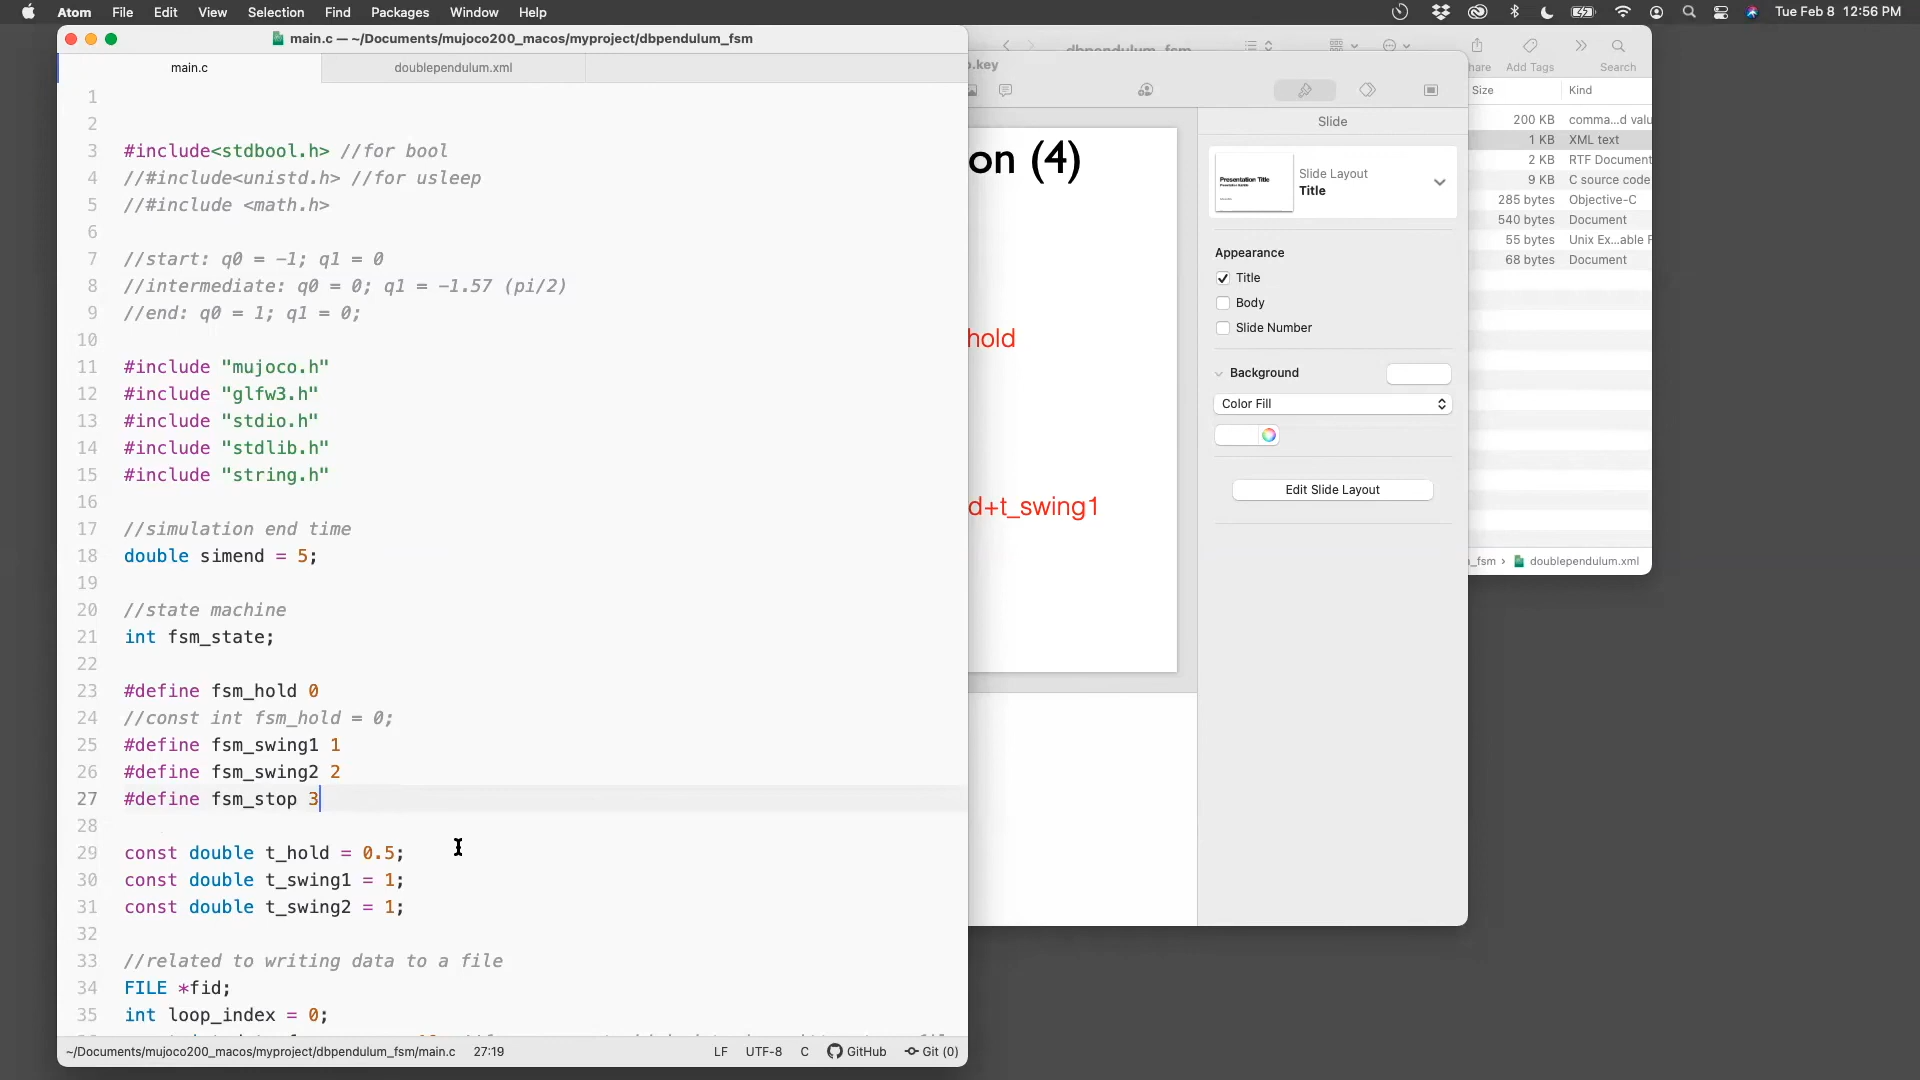 Atom File Edit View Selection Find Packages Window Help
Tue Feb 8 12:56 PM
main.c — ~/Documents/mujoco200_macos/myproject/dbpendulum_fsm
main.c
doublependulum.xml
1
2
3 #include<stdbool.h> //for bool
4 //#include<unistd.h> //for usleep
5 //#include <math.h>
6
7 //start: q0 = -1; q1 = 0
8 //intermediate: q0 = 0; q1 = -1.57 (pi/2)
9 //end: q0 = 1; q1 = 0;
10
11 #include "mujoco.h"
12 #include "glfw3.h"
13 #include "stdio.h"
14 #include "stdlib.h"
15 #include "string.h"
16
17 //simulation end time
18 double simend = 5;
19
20 //state machine
21 int fsm_state;
22
23 #define fsm_hold 0
24 //const int fsm_hold = 0;
25 #define fsm_swing1 1
26 #define fsm_swing2 2
27 #define fsm_stop 3
28
29 const double t_hold = 0.5;
30 const double t_swing1 = 1;
31 const double t_swing2 = 1;
32
33 //related to writing data to a file
34 FILE *fid;
35 int loop_index = 0;
~/Documents/mujoco200_macos/myproject/dbpendulum_fsm/main.c 27:19
LF UTF-8 C GitHub Git (0)
.key
on (4)
hold
d+t_swing1
Slide
Slide Layout
Title
Presentation Title
Appearance
Title
Body
Slide Number
Background
Color Fill
Edit Slide Layout
hare Add Tags Search
Size Kind
200 KB comma...d valu
1 KB XML text
2 KB RTF Document
9 KB C source code
285 bytes Objective-C
540 bytes Document
55 bytes Unix Ex...able F
68 bytes Document
_fsm › doublependulum.xml